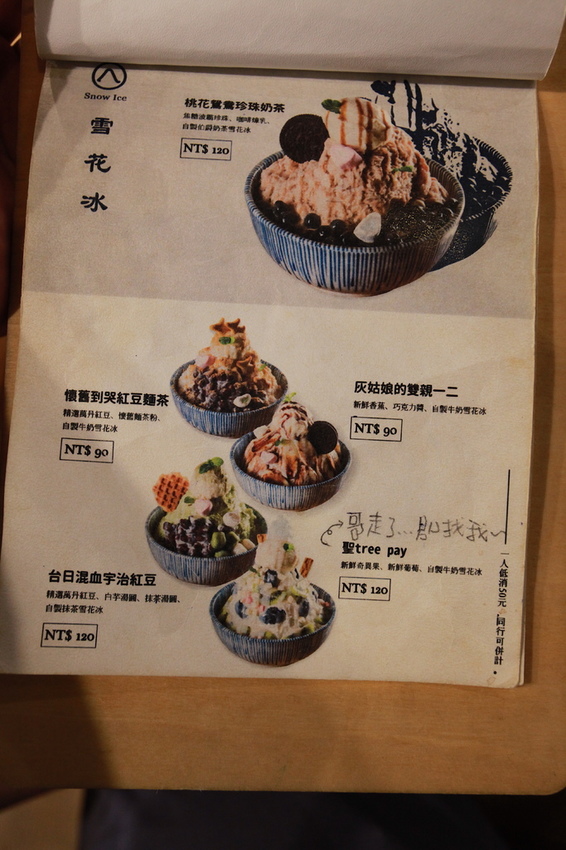 八
Snow Ice
雪花冰
桃花鴛鴦珍珠奶茶
焦糖波霸珍珠、咖啡煉乳、
自製伯爵奶茶雪花冰
NT$ 120
懷舊到哭紅豆麵茶
精選萬丹紅豆、懷舊麵茶粉、
自製牛奶雪花冰
NT$ 90
灰姑娘的雙親一二
新鮮香蕉、巧克力醬、自製牛奶雪花冰
NT$ 90
哥走了...別找我~
聖tree pay
新鮮奇異果、新鮮葡萄、自製牛奶雪花冰
NT$ 120
台日混血宇治紅豆
精選萬丹紅豆、白芋湯圓、抹茶湯圓、
自製抹茶雪花冰
NT$ 120
一人低消50元，同行可併計。